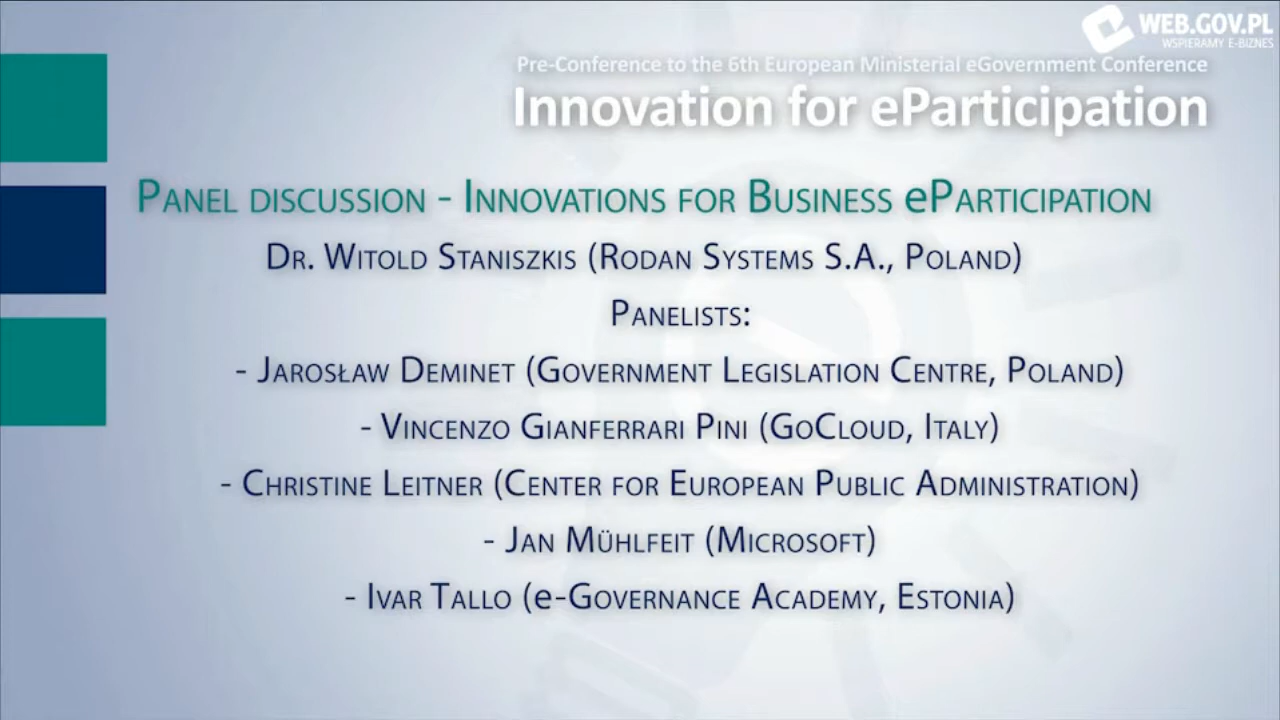 WEB.GOV.PL
WSPIERAMY E-BIZNES
Pre-Conference to the 6th European Ministerial eGovernment Conference
Innovation for eParticipation
Panel discussion - Innovations for Business eParticipation
Dr. Witold Staniszkis (Rodan Systems S.A., Poland)
Panelists:
- Jarosław Deminet (Government Legislation Centre, Poland)
- Vincenzo Gianferrari Pini (GoCloud, Italy)
- Christine Leitner (Center for European Public Administration)
- Jan Mühlfeit (Microsoft)
- Ivar Tallo (e-Governance Academy, Estonia)